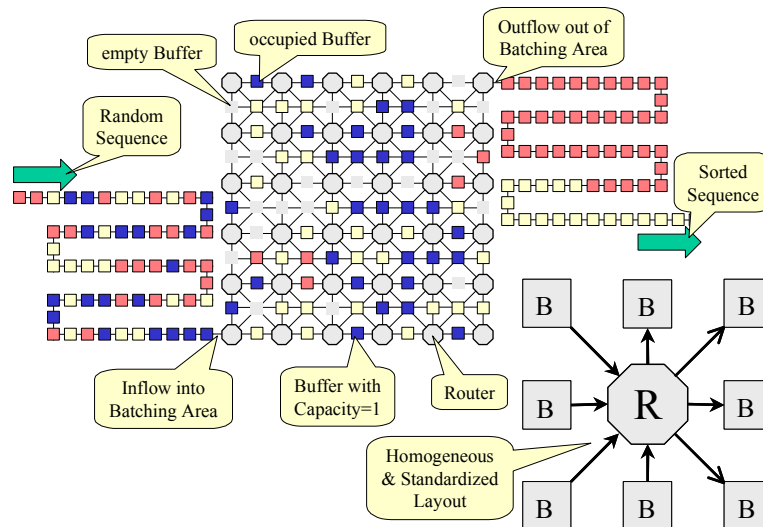 empty Buffer
occupied Buffer
Outflow out of
Batching Area
Random
Sequence
Sorted
Sequence
Inflow into
Batching Area
Buffer with
Capacity=1
Router
Homogeneous
& Standardized
Layout
B
B
B
B
R
B
B
B
B